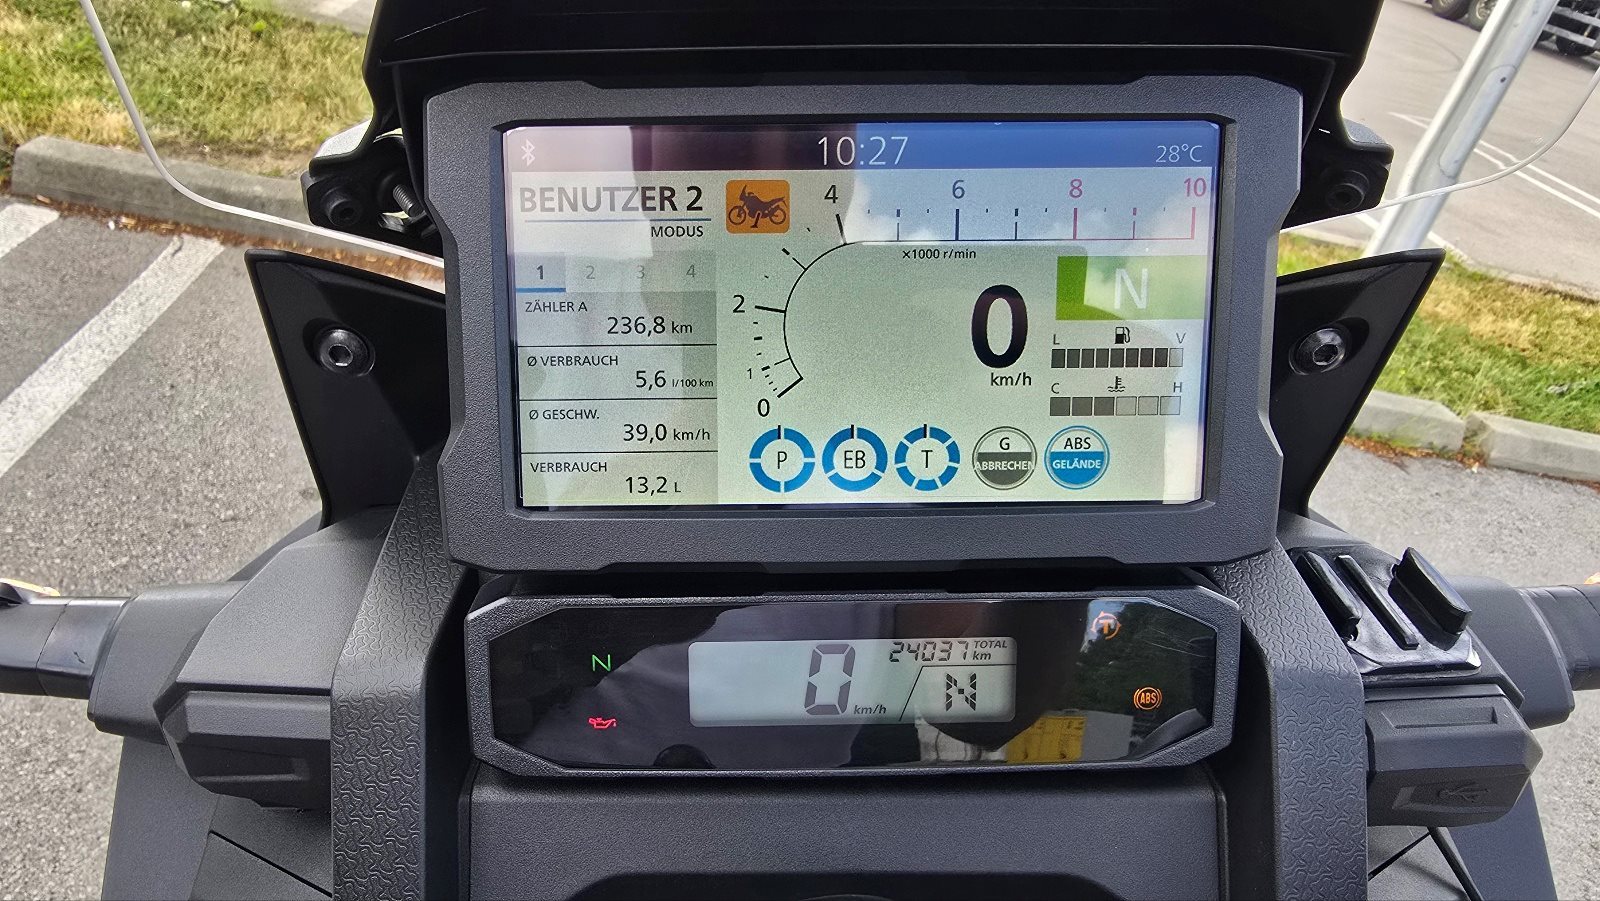 10:27
28°C
BENUTZER 2
MODUS
1 2 3 4
ZÄHLER A
236,8 km
Ø VERBRAUCH
5,6 l/100 km
Ø GESCHW.
39,0 km/h
VERBRAUCH
13,2 L
0 1 2 4 6 8 10
×1000 r/min
0
km/h
N
L V
C H
P
EB
T
G
ABBRECHEN
ABS
GELÄNDE
N
0 km/h
24037 TOTAL km
N
T
ABS